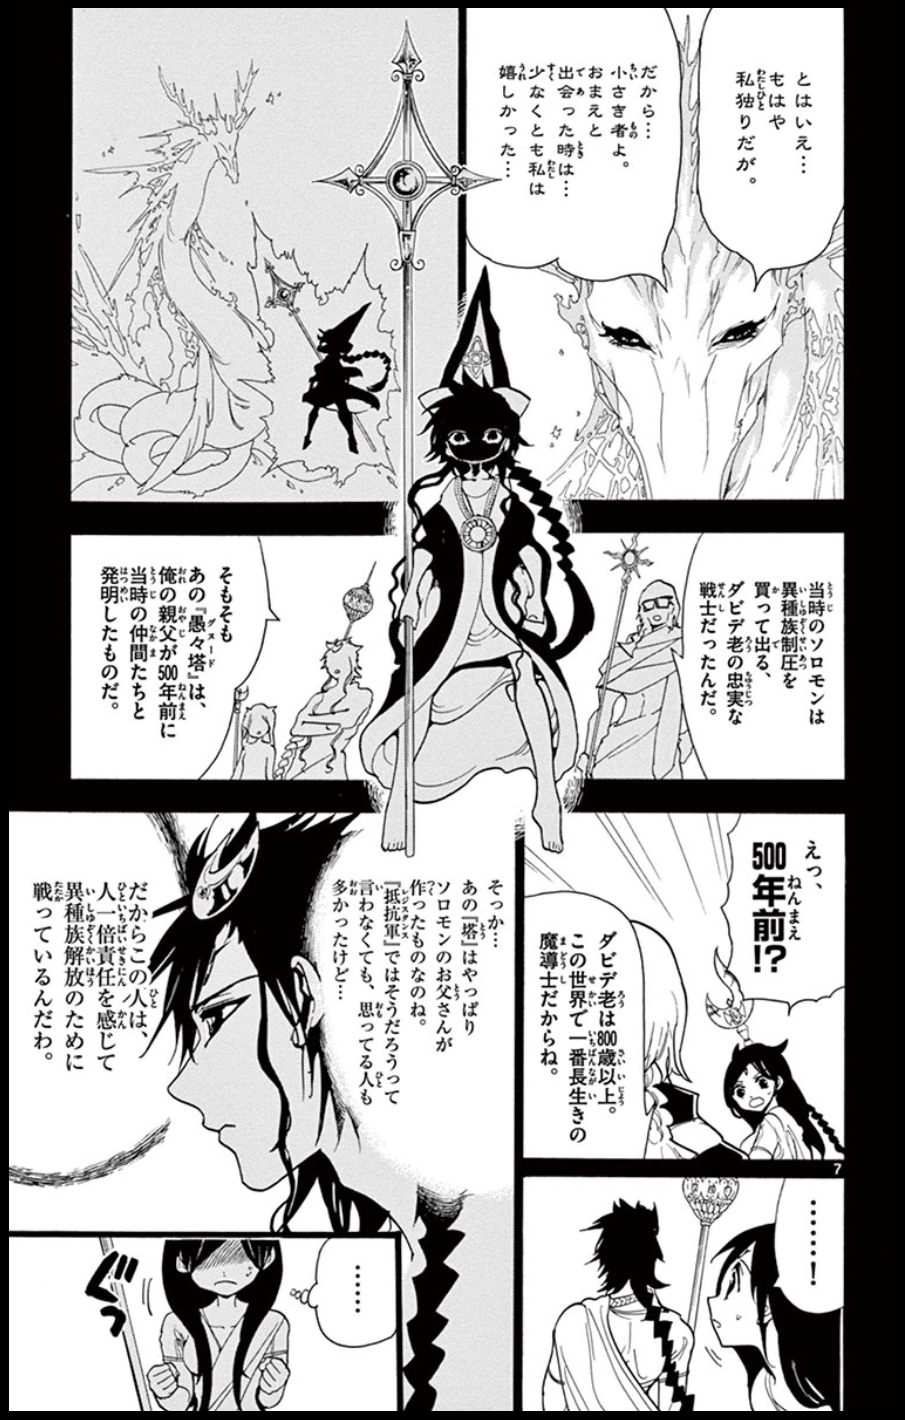 とはいえ…
もはや
私独りだが。
だから…
小さき者よ。
おまえと
出会った時は…
少なくとも私は
嬉しかった…
当時のソロモンは
異種族制圧を
買って出る、
ダビデ老の忠実な
戦士だったんだ。
そもそも
あの『愚々塔』は、
俺の親父が500年前に
当時の仲間たちと
発明したものだ。
えっ、
500年前!?
ダビデ老は800歳以上。
この世界で一番長生きの
魔導士だからね。
そっか…
あの『塔』はやっぱり
ソロモンのお父さんが
作ったものなのね。
『抵抗軍』ではそうだろうって
言わなくても、思ってる人も
多かったけど…
だからこの人は、
人一倍責任を感じて
異種族解放のために
戦っているんだわ。
7
……!
……
ぐっ